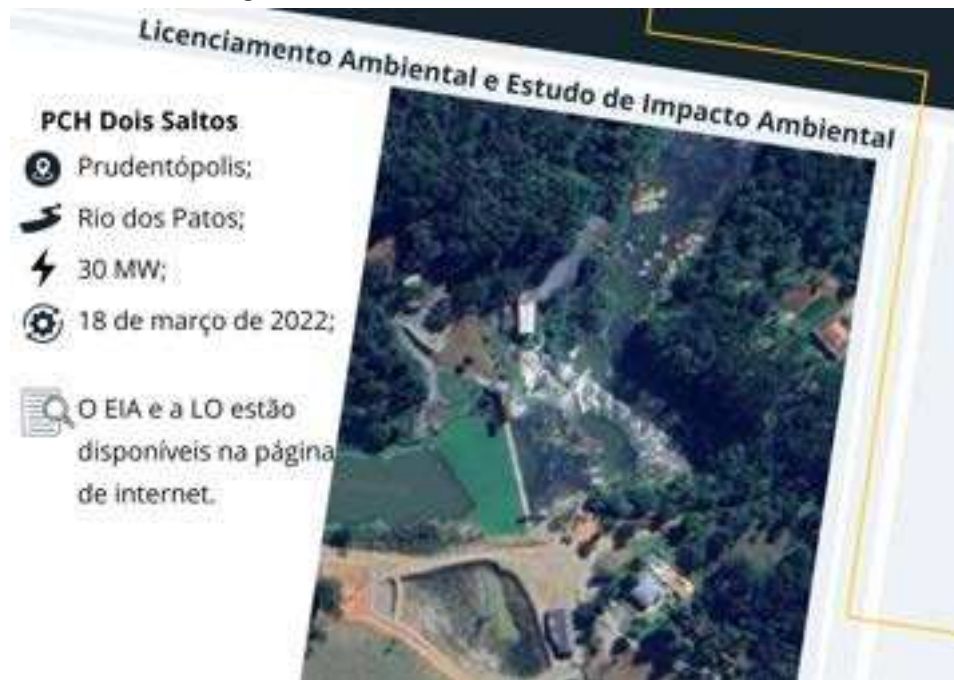 Licenciamento Ambiental e Estudo de Impacto Ambiental
PCH Dois Saltos
Prudentópolis;
Rio dos Patos;
30 MW;
18 de março de 2022;
O EIA e a LO estão
disponíveis na página
de internet.